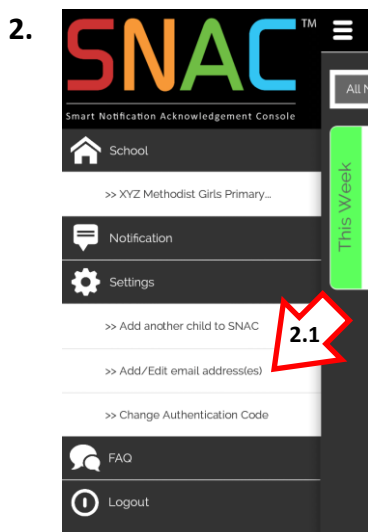 2.
SNAC™
Smart Notification Acknowledgement Console
All
School
>> XYZ Methodist Girls Primary...
This Week
Notification
Settings
>> Add another child to SNAC
2.1
>> Add/Edit email address(es)
>> Change Authentication Code
FAQ
Logout